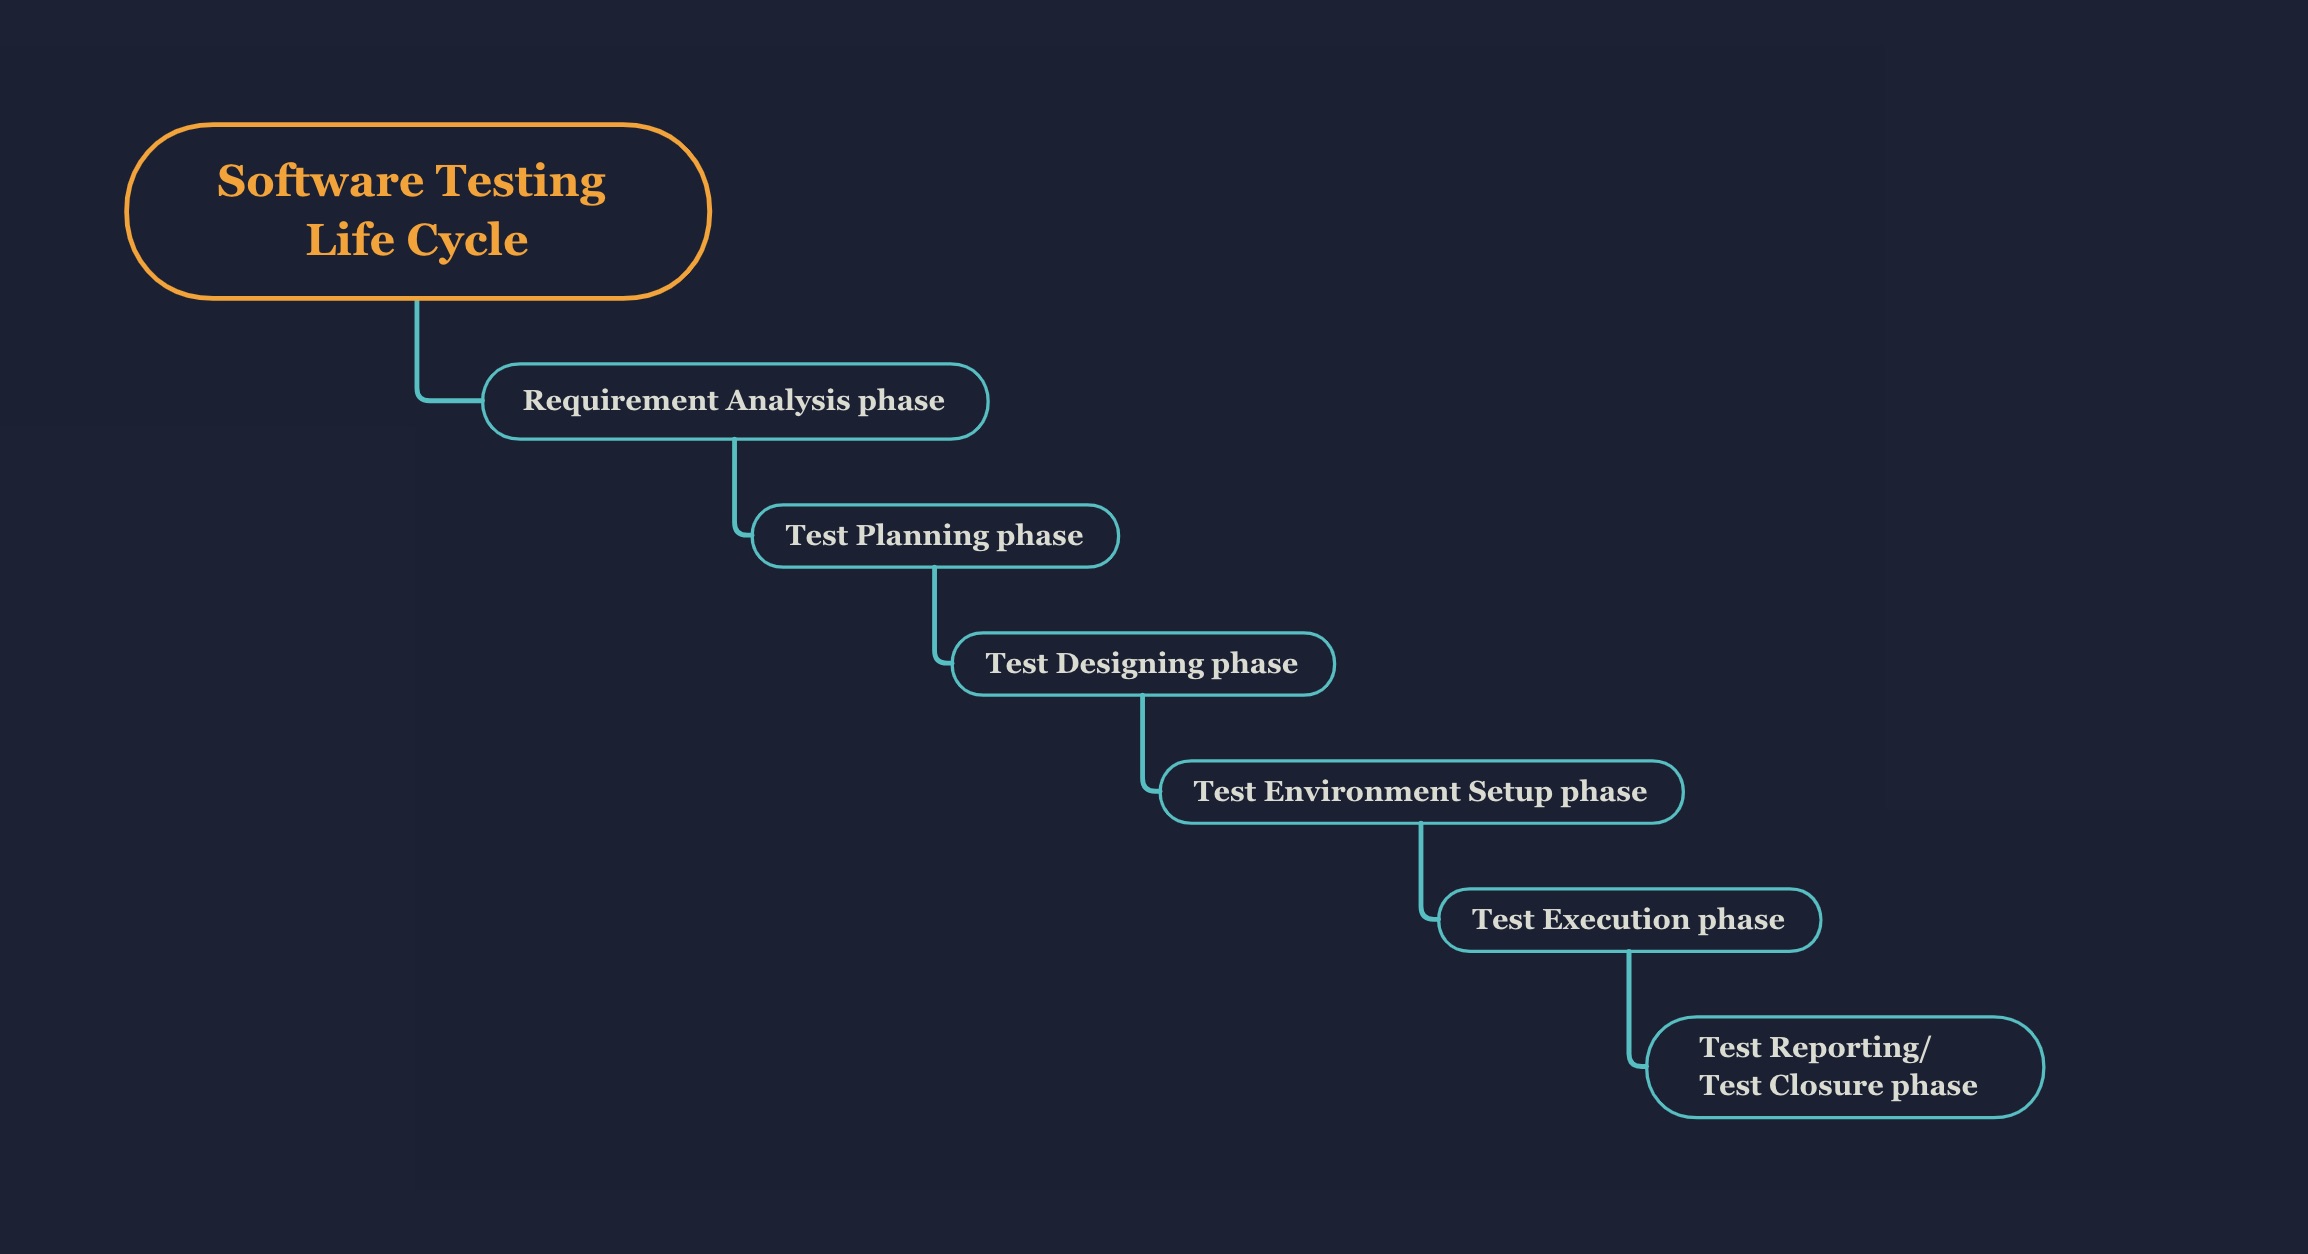 Software Testing
Life Cycle
Requirement Analysis phase
Test Planning phase
Test Designing phase
Test Environment Setup phase
Test Execution phase
Test Reporting/
Test Closure phase